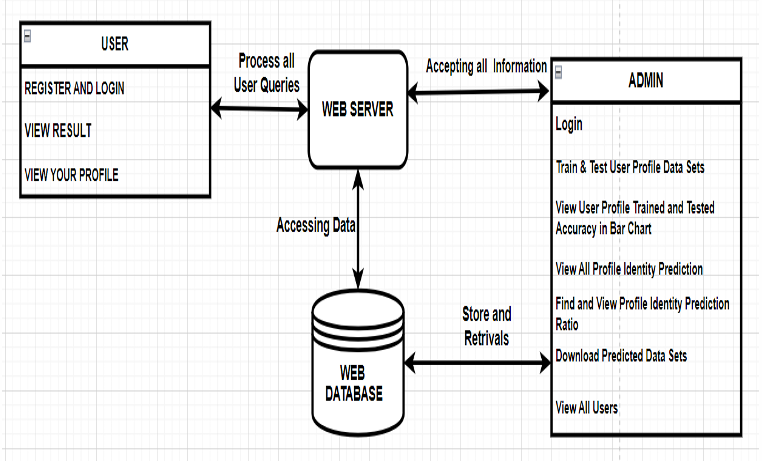 USER
REGISTER AND LOGIN
VIEW RESULT
VIEW YOUR PROFILE
Process all
User Queries
WEB SERVER
Accepting all Information
ADMIN
Login
Train & Test User Profile Data Sets
View User Profile Trained and Tested
Accuracy in Bar Chart
View All Profile Identity Prediction
Find and View Profile Identity Prediction
Ratio
Download Predicted Data Sets
View All Users
Accessing Data
WEB
DATABASE
Store and
Retrivals